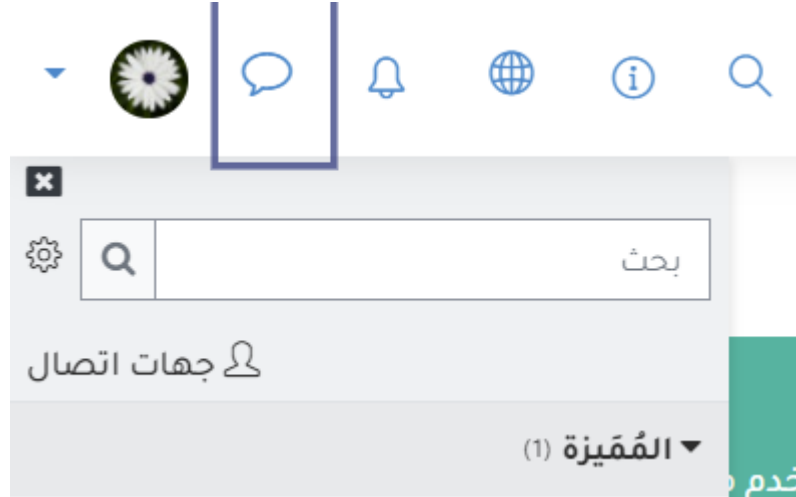 بحث
جهات اتصال
المُمَيزة (1)